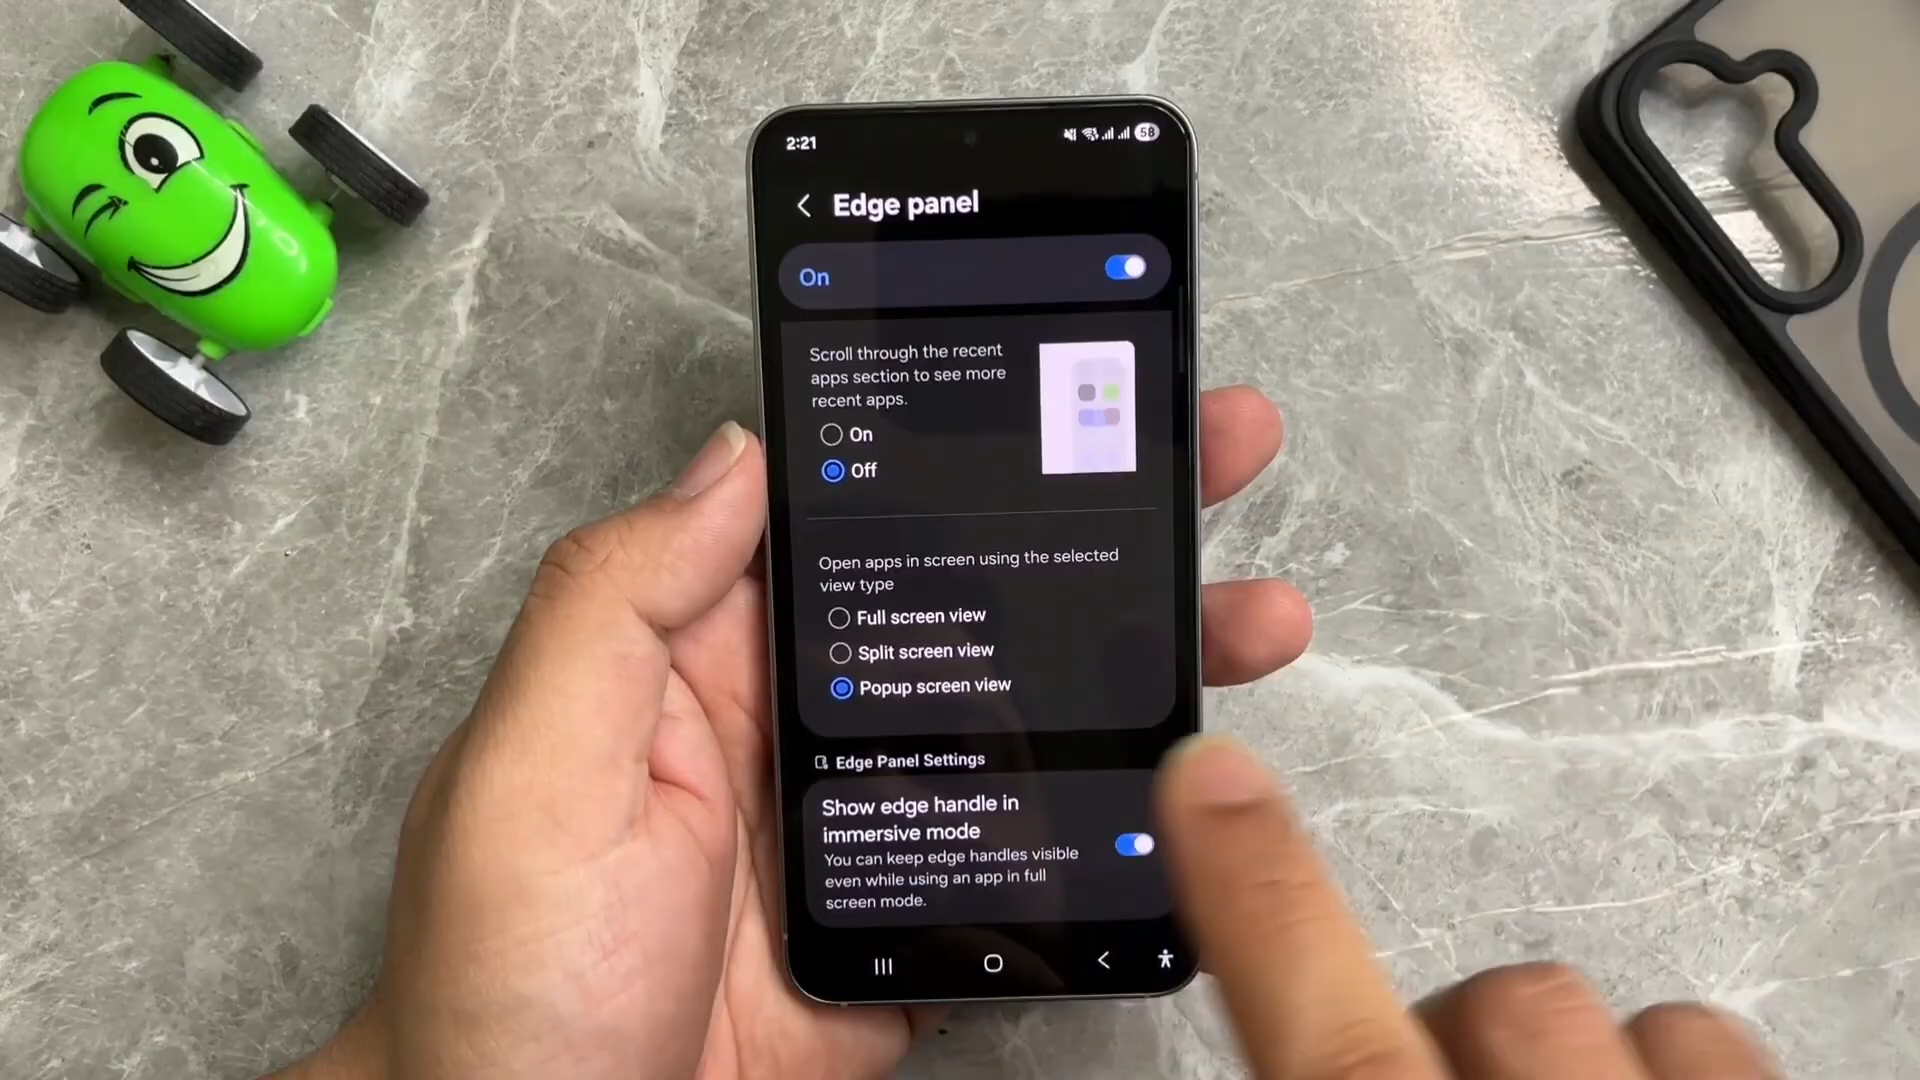 2:21
58
Edge panel
On
Scroll through the recent
apps section to see more
recent apps.
On
Off
Open apps in screen using the selected
view type
Full screen view
Split screen view
Popup screen view
Edge Panel Settings
Show edge handle in
immersive mode
You can keep edge handles visible
even while using an app in full
screen mode.